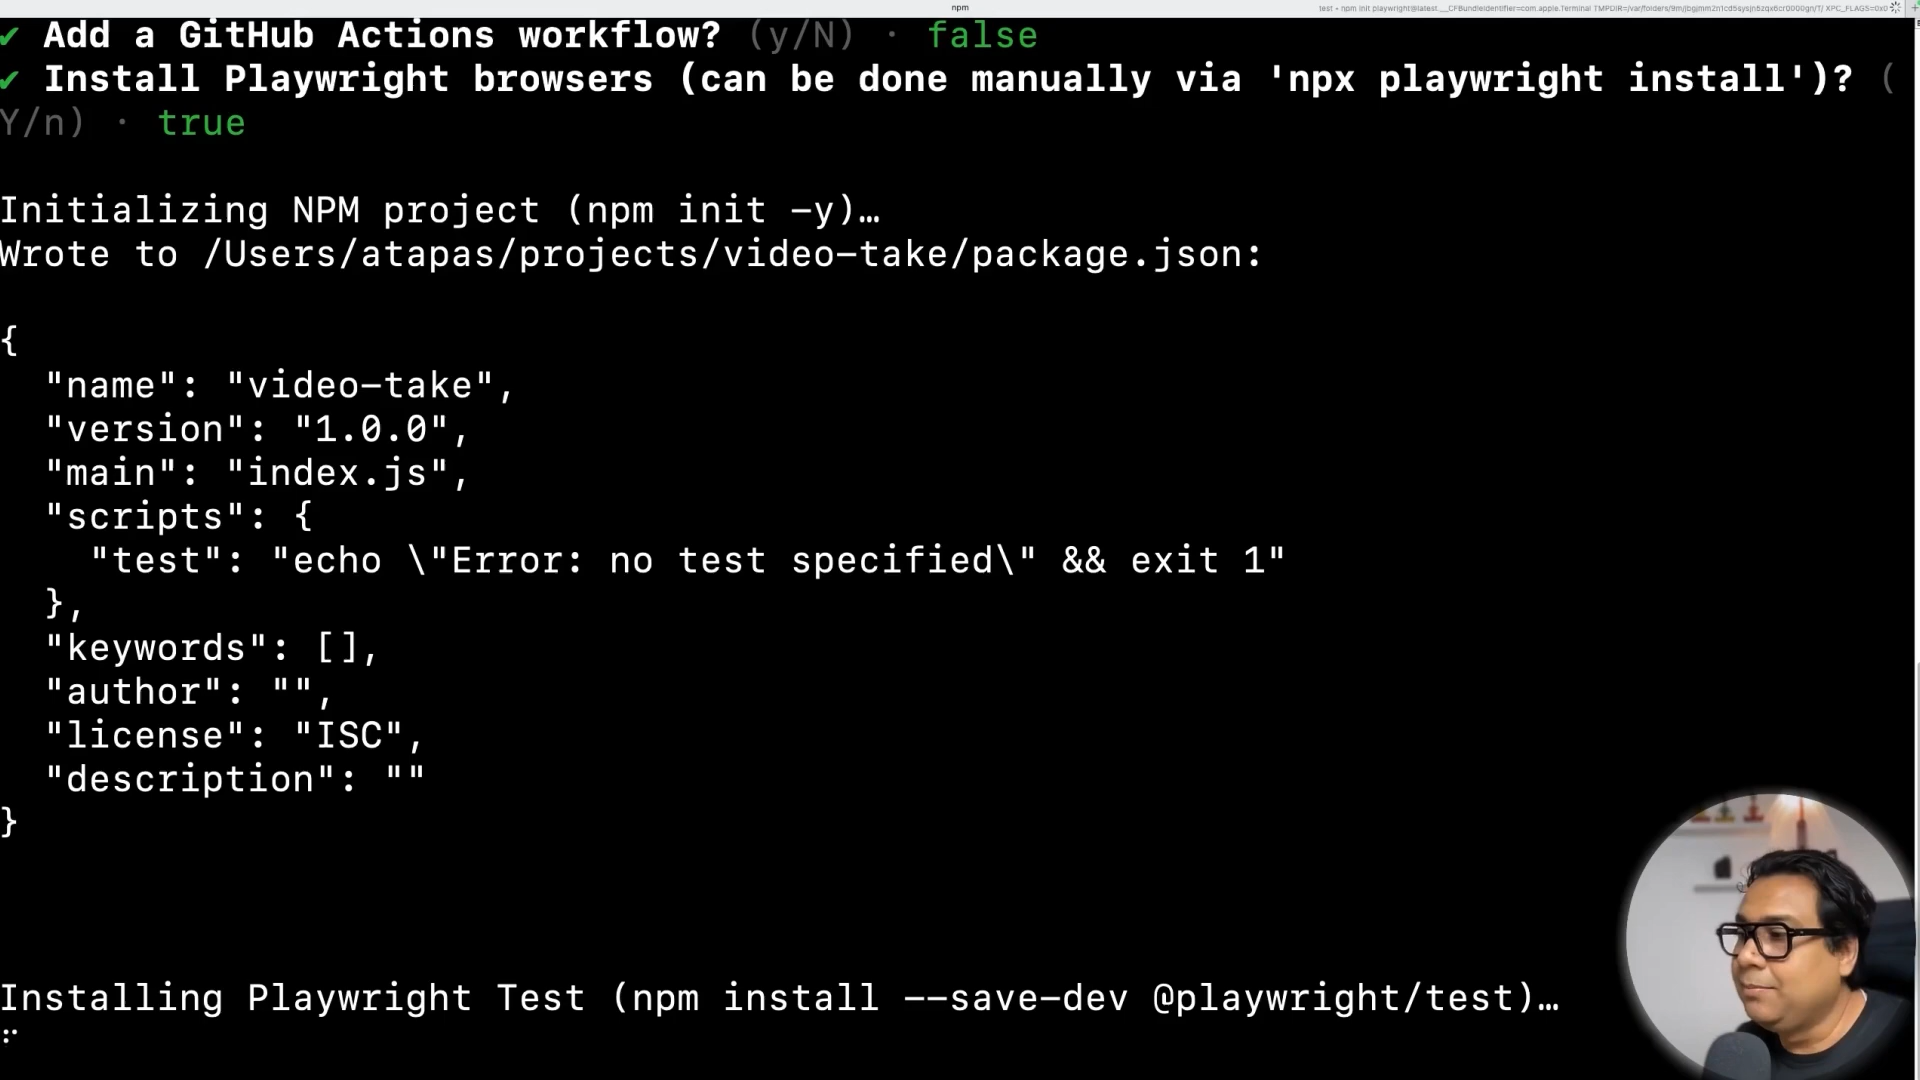 npm
✔ Add a GitHub Actions workflow? (y/N) · false
✔ Install Playwright browsers (can be done manually via 'npx playwright install')? (
Y/n) · true
Initializing NPM project (npm init -y)…
Wrote to /Users/atapas/projects/video-take/package.json:
{
  "name": "video-take",
  "version": "1.0.0",
  "main": "index.js",
  "scripts": {
    "test": "echo \"Error: no test specified\" && exit 1"
  },
  "keywords": [],
  "author": "",
  "license": "ISC",
  "description": ""
}
Installing Playwright Test (npm install --save-dev @playwright/test)…